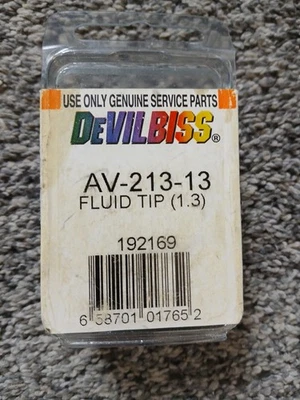 USE ONLY GENUINE SERVICE PARTS
DEVILBISS®
AV-213-13
FLUID TIP (1.3)
192169
6 58701 01765 2